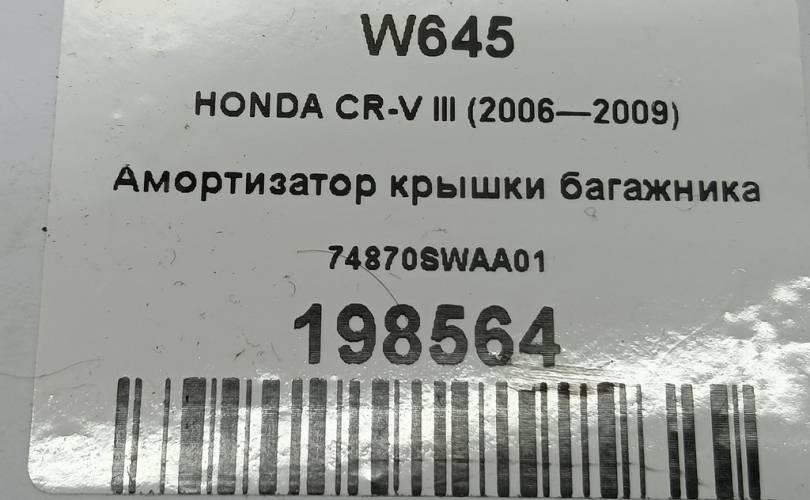 W645
HONDA CR-V III (2006—2009)
Амортизатор крышки багажника
74870SWAA01
198564